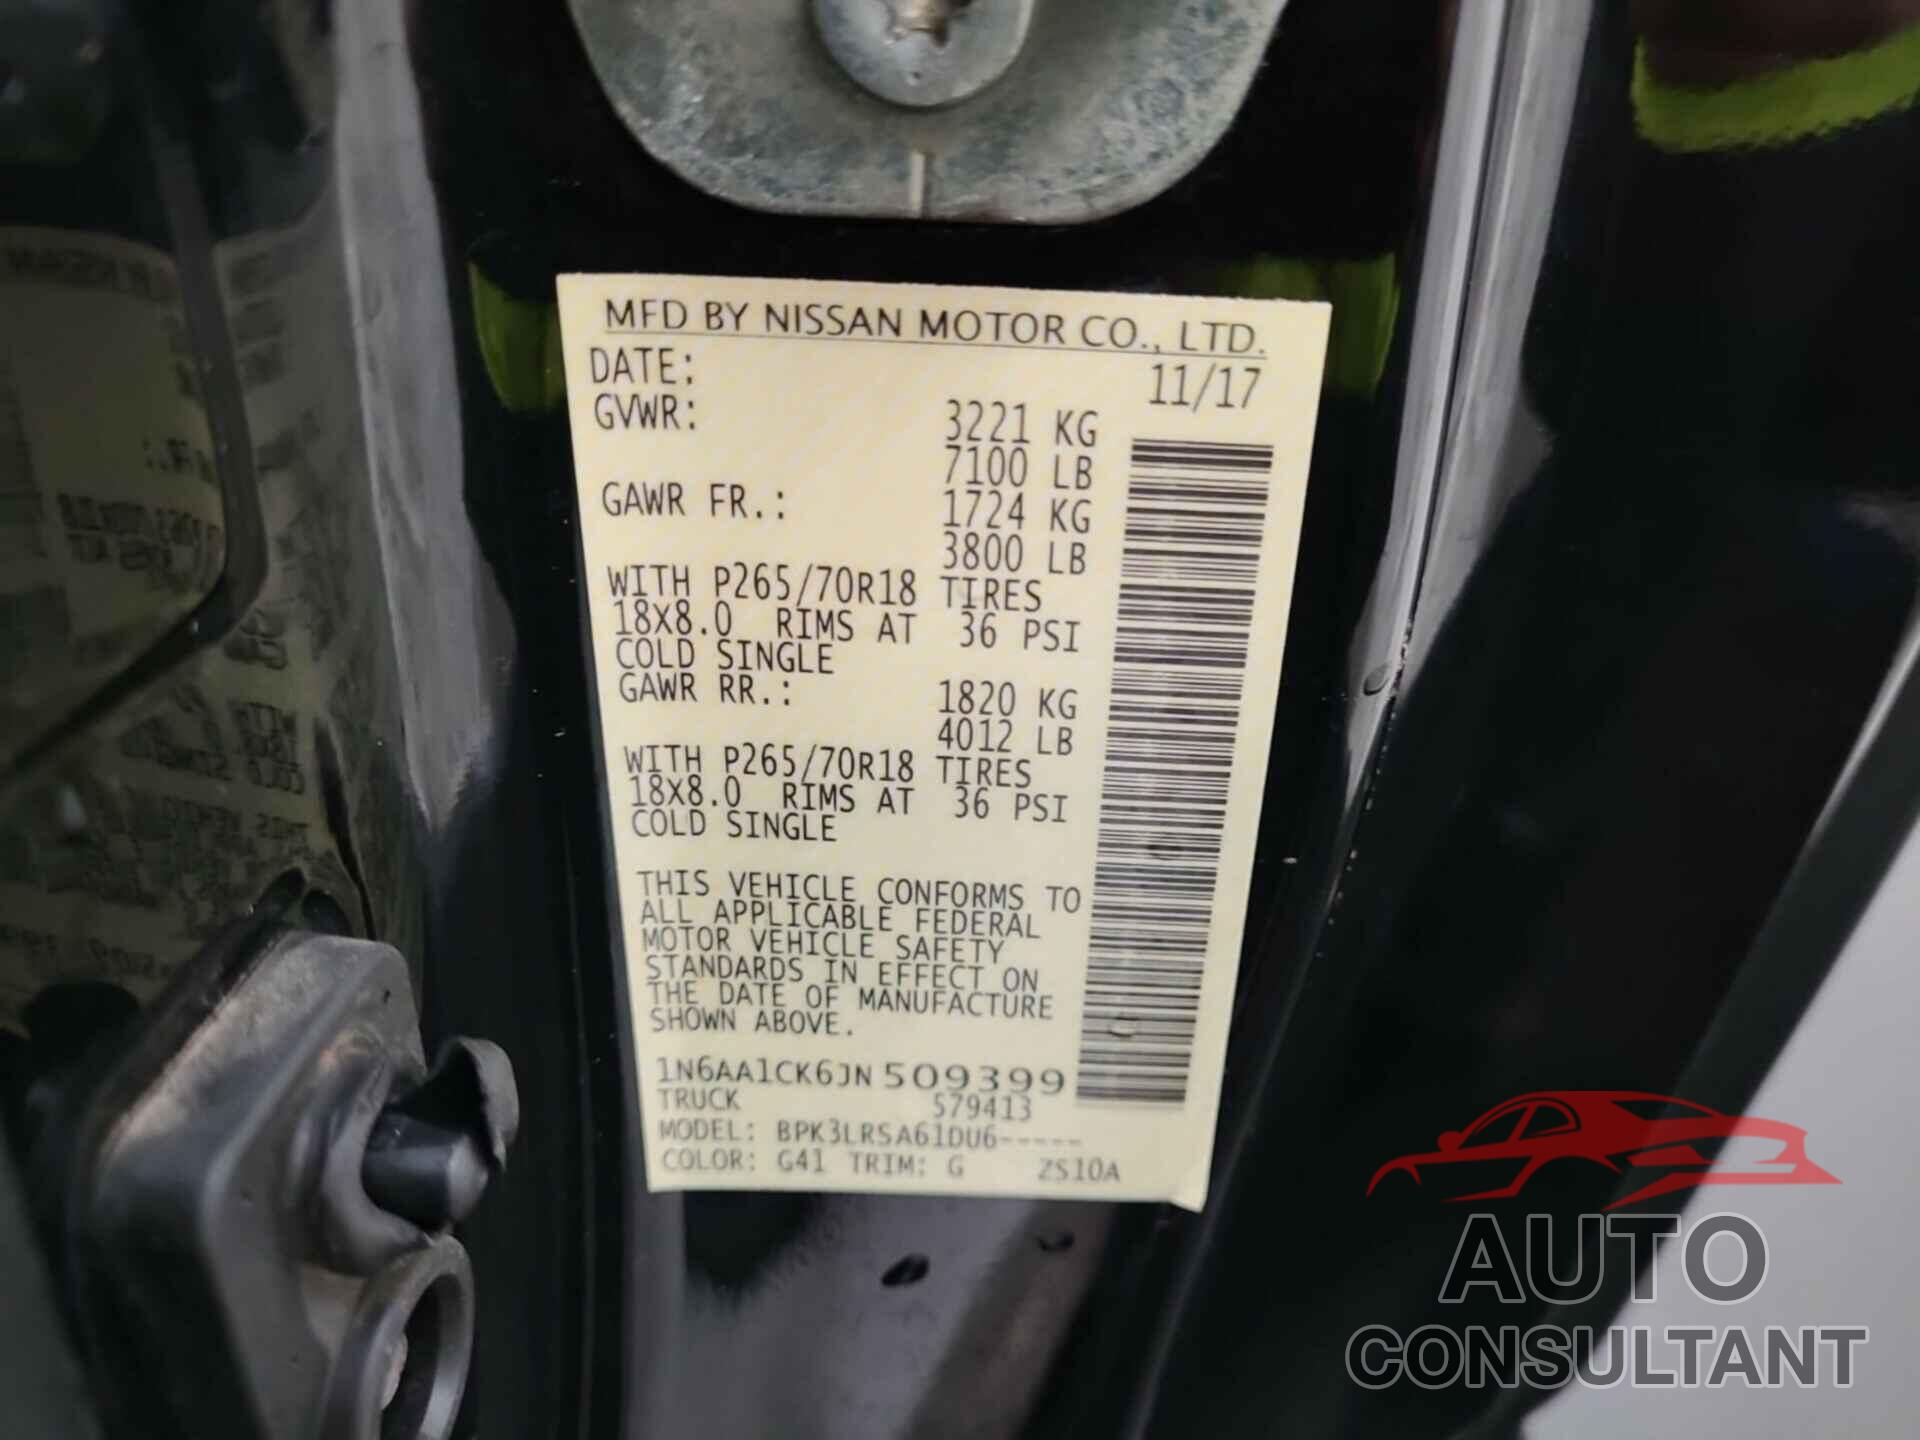 MFD BY NISSAN MOTOR CO., LTD.
DATE: 11/17
GVWR: 3221 KG
7100 LB
GAWR FR.: 1724 KG
3800 LB
WITH P265/70R18 TIRES
18X8.0 RIMS AT 36 PSI
COLD SINGLE
GAWR RR.: 1820 KG
4012 LB
WITH P265/70R18 TIRES
18X8.0 RIMS AT 36 PSI
COLD SINGLE
THIS VEHICLE CONFORMS TO
ALL APPLICABLE FEDERAL
MOTOR VEHICLE SAFETY
STANDARDS IN EFFECT ON
THE DATE OF MANUFACTURE
SHOWN ABOVE.
1N6AA1CK6JN509399
TRUCK 579413
MODEL: BPK3LRSA61DU6-----
COLOR: G41 TRIM: G ZS10A
AUTO
CONSULTANT